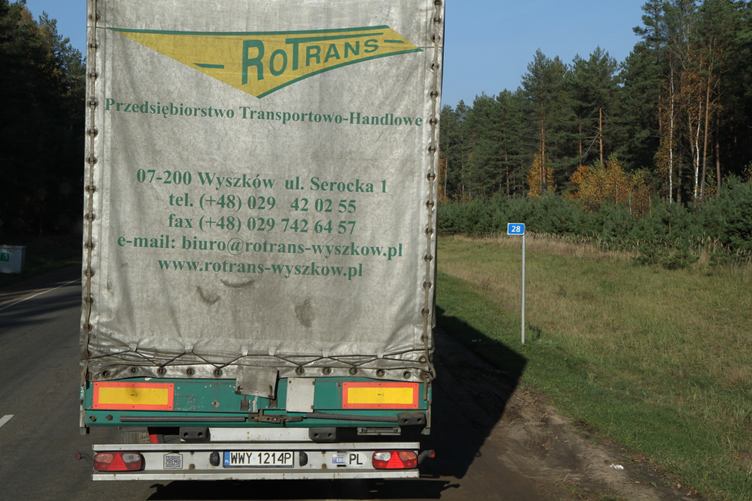 RoTrans
Przedsiębiorstwo Transportowo-Handlowe
07-200 Wyszków ul. Serocka 1
tel. (+48) 029 42 02 55
fax (+48) 029 742 64 57
e-mail: biuro@rotrans-wyszkow.pl
www.rotrans-wyszkow.pl
28
WWY 1214P
PL